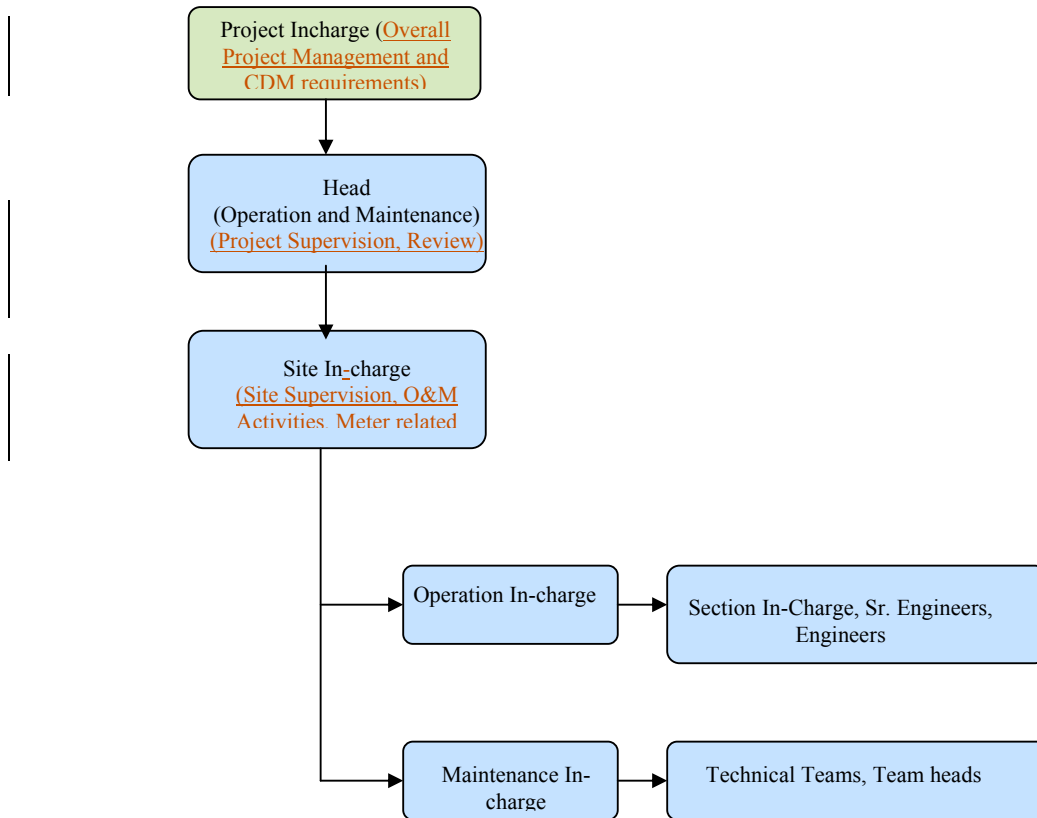 Project Incharge (Overall
Project Management and
CDM requirements)
Head
(Operation and Maintenance)
(Project Supervision, Review)
Site In-charge
(Site Supervision, O&M
Activities, Meter related
Operation In-charge
Section In-Charge, Sr. Engineers,
Engineers
Maintenance In-
charge
Technical Teams, Team heads